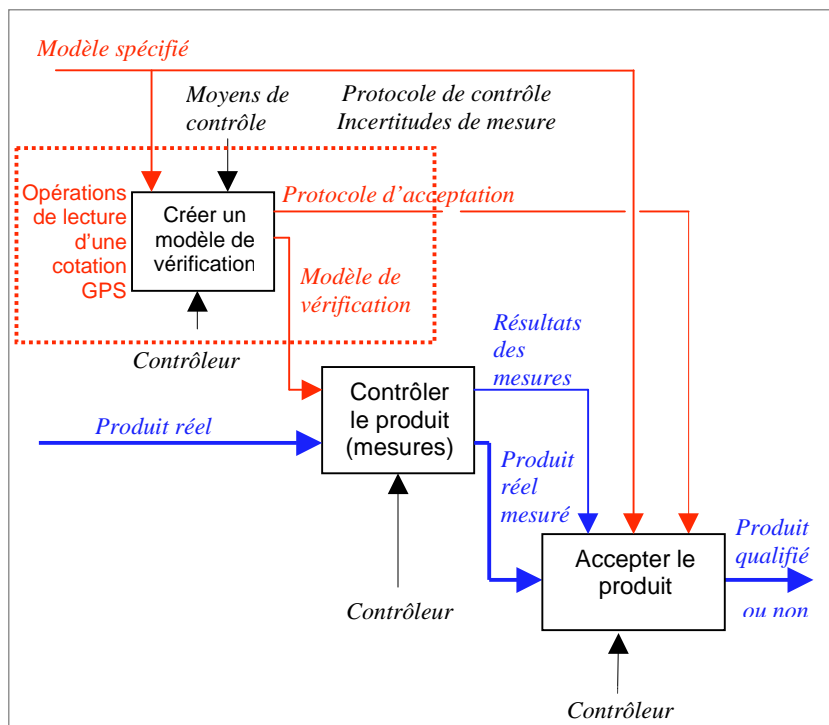 Modèle spécifié
Moyens de
contrôle
Protocole de contrôle
Incertitudes de mesure
Opérations
de lecture
d'une
cotation
GPS
Créer un
modèle de
vérification
Protocole d'acceptation
Modèle de
vérification
Contrôleur
Résultats
des
mesures
Contrôler
le produit
(mesures)
Produit réel
Produit
réel
mesuré
Produit
qualifié
ou non
Accepter le
produit
Contrôleur
Contrôleur